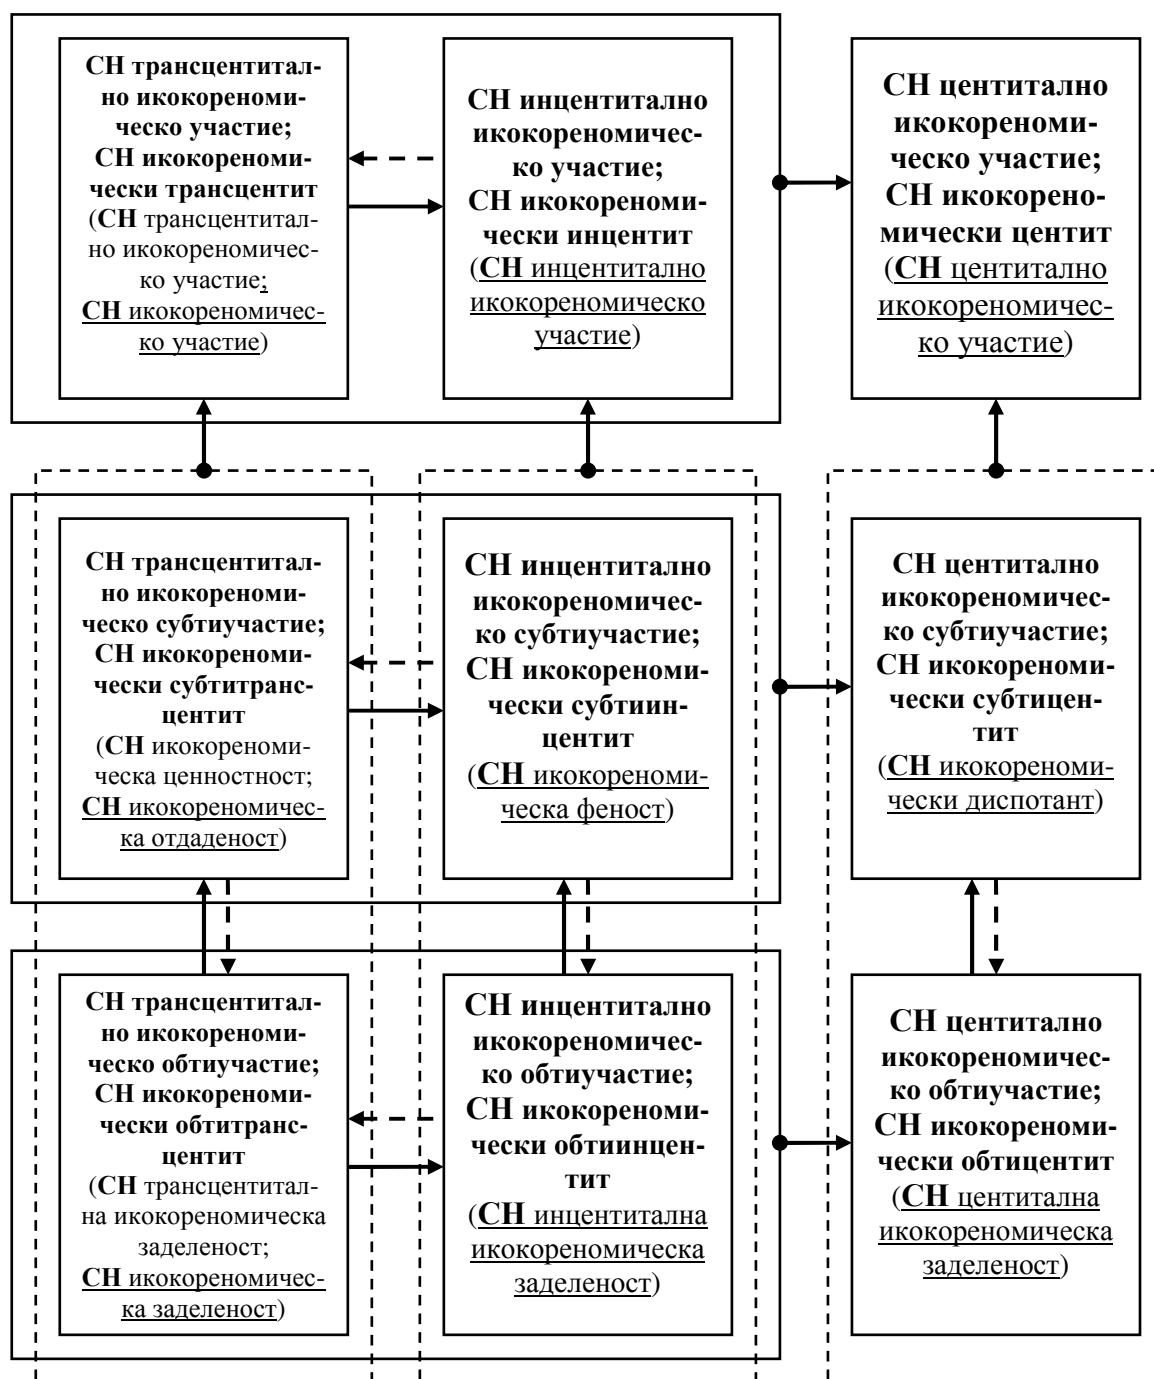 СН трансцентитал-
но икокореноми-
ческо участие;
СН икокореноми-
чески трансцентит
(СН трансцентитал-
но икокореномичес-
ко участие;
СН икокореномичес-
ко участие)
СН инцентитално
икокореномичес-
ко участие;
СН икокореноми-
чески инцентит
(СН инцентитално
икокореномическо
участие)
СН центитално
икокореноми-
ческо участие;
СН икокорено-
мически центит
(СН центитално
икокореномичес-
ко участие)
СН трансцентитал-
но икокореноми-
ческо субтиучастие;
СН икокореноми-
чески субтитранс-
центит
(СН икокореноми-
ческа ценностност;
СН икокореномичес-
ка отдаденост)
СН инцентитално
икокореномичес-
ко субтиучастие;
СН икокореноми-
чески субтиин-
центит
(СН икокореноми-
ческа феност)
СН центитално
икокореномичес-
ко субтиучастие;
СН икокореноми-
чески субтицен-
тит
(СН икокореноми-
чески диспотант)
СН трансцентитал-
но икокореноми-
ческо обтиучастие;
СН икокореноми-
чески обтитранс-
центит
(СН трансцентитал-
на икокореномическа
заделеност;
СН икокореномичес-
ка заделеност)
СН инцентитално
икокореномичес-
ко обтиучастие;
СН икокореноми-
чески обтиинцен-
тит
(СН инцентитална
икокореномическа
заделеност)
СН центитално
икокореномичес-
ко обтиучастие;
СН икокореноми-
чески обтицентит
(СН центитална
икокореномическа
заделеност)